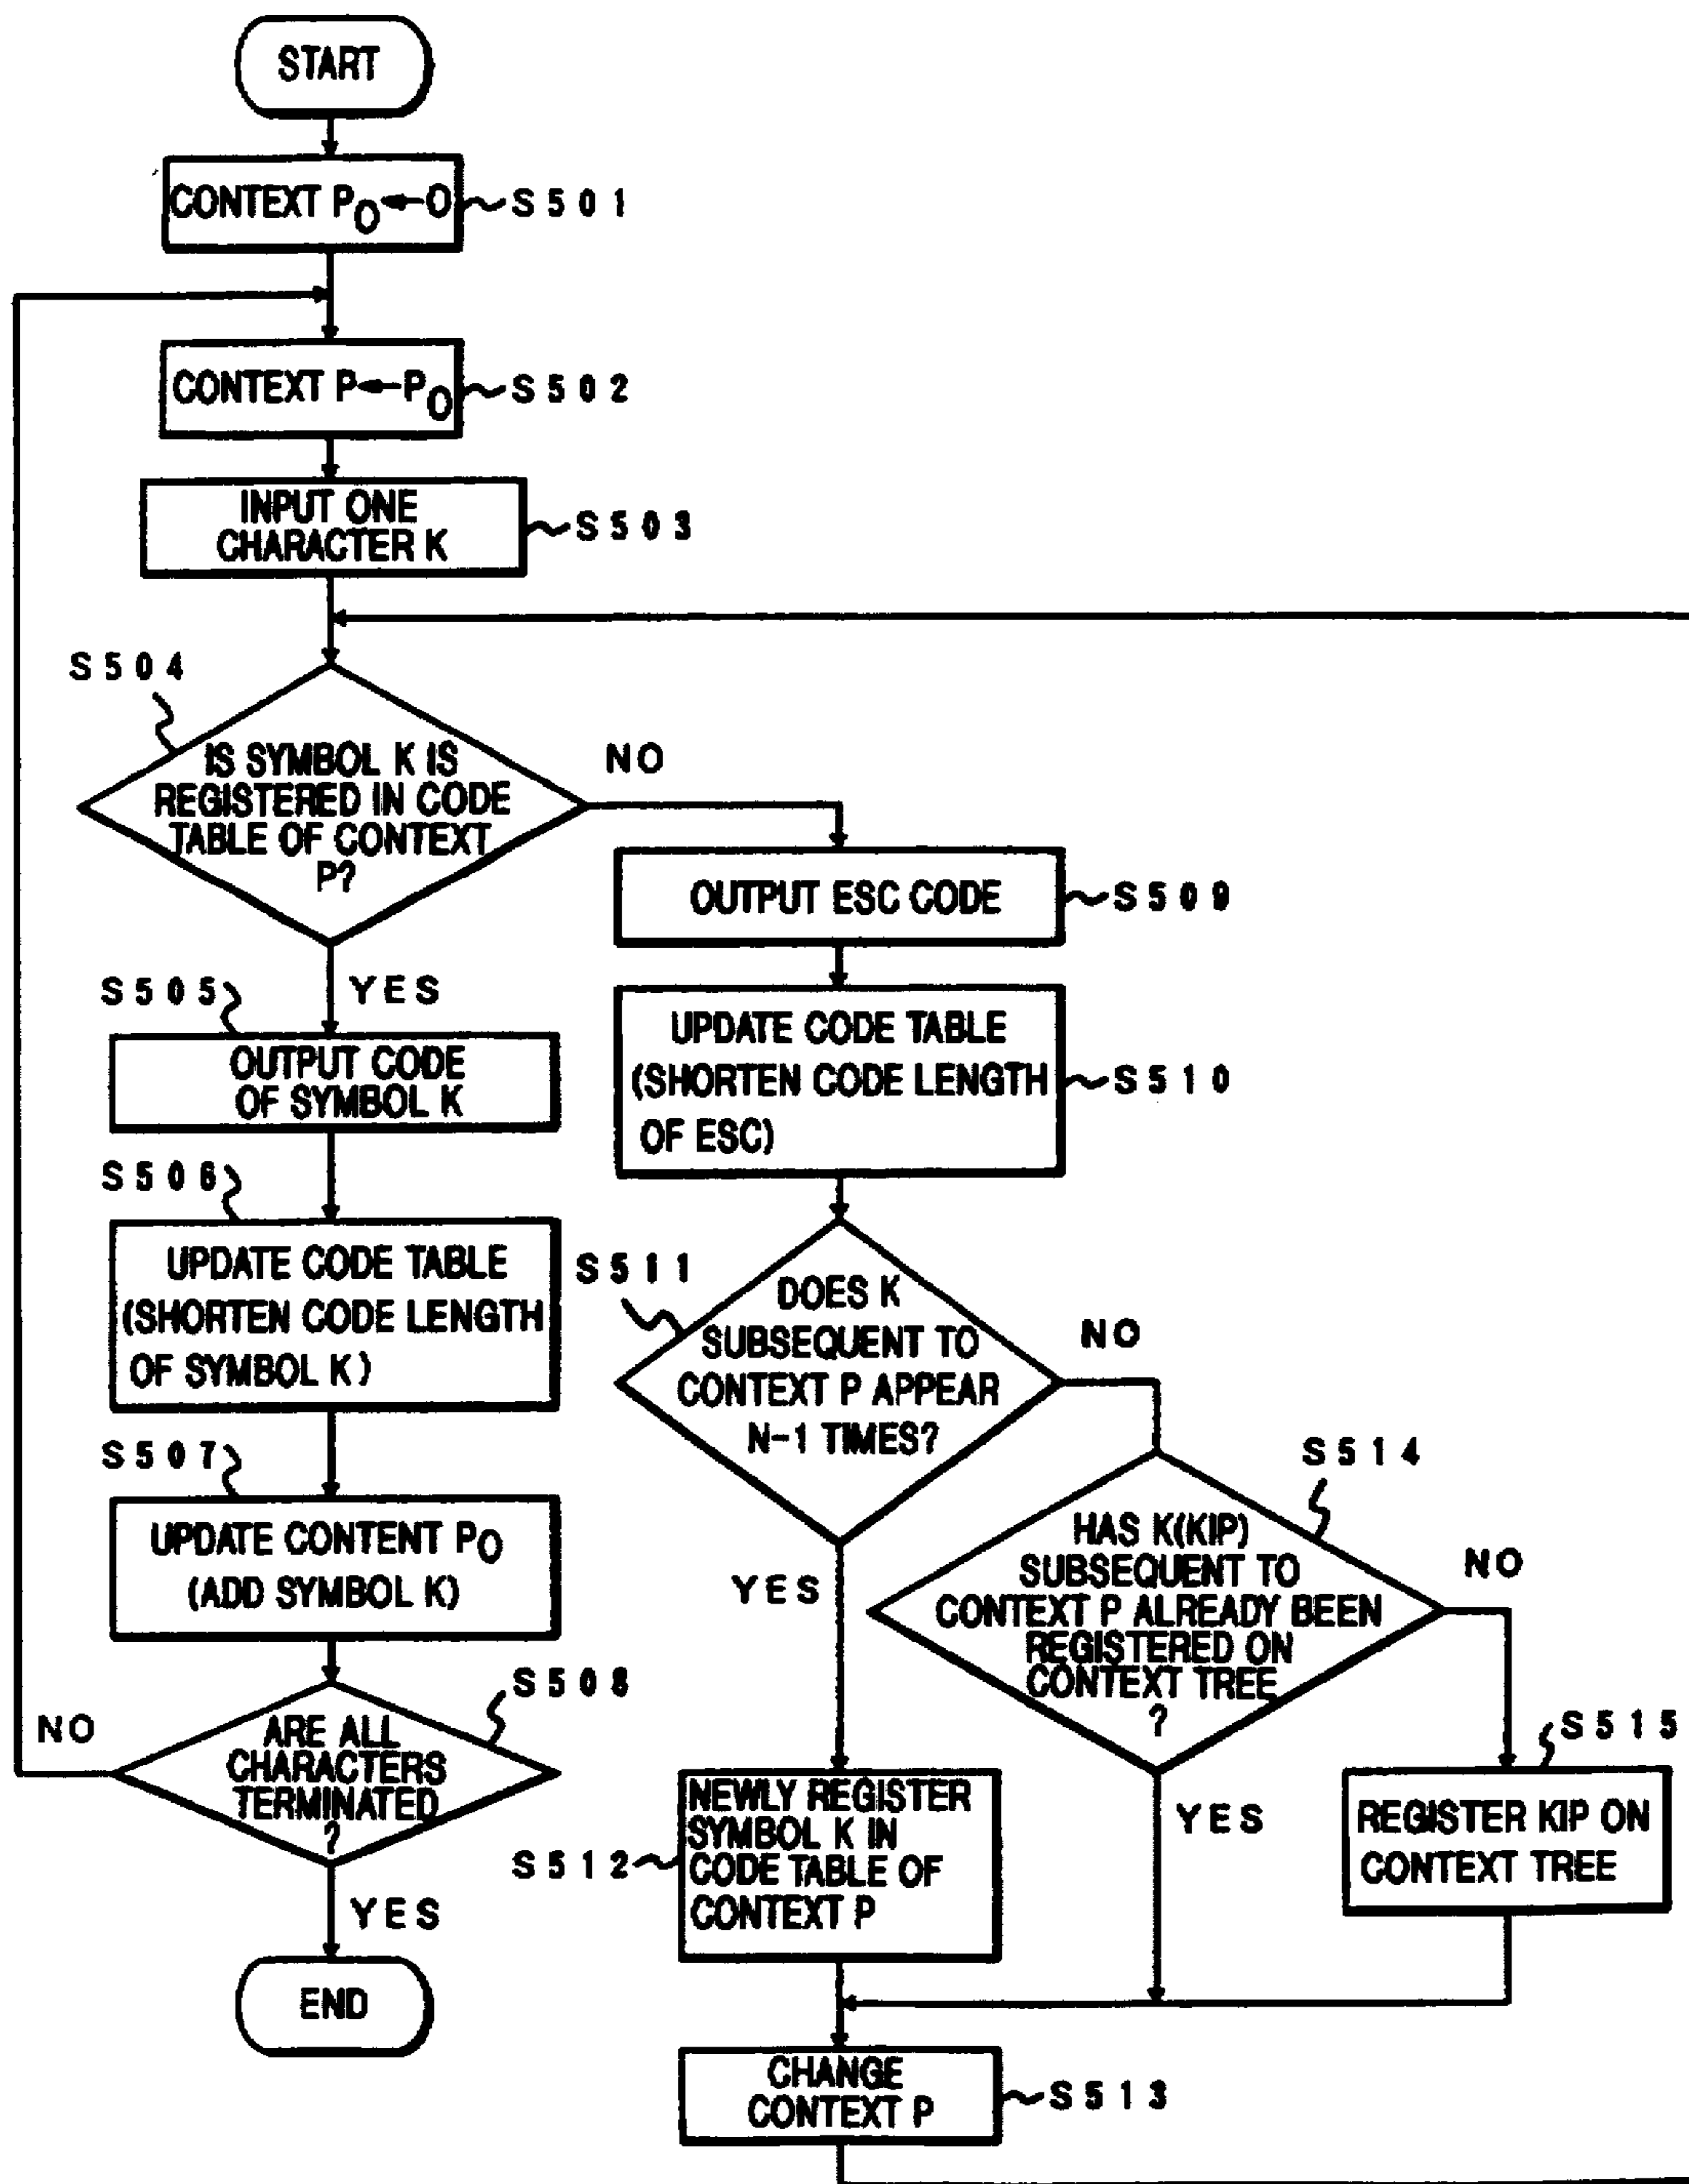 START
CONTEXT PO←O
S501
CONTEXT P←PO
S502
INPUT ONE
CHARACTER K
S503
S504
IS SYMBOL K IS
REGISTERED IN CODE
TABLE OF CONTEXT
P?
NO
YES
S505
OUTPUT CODE
OF SYMBOL K
S506
UPDATE CODE TABLE
(SHORTEN CODE LENGTH
OF SYMBOL K)
S507
UPDATE CONTENT PO
(ADD SYMBOL K)
S508
ARE ALL
CHARACTERS
TERMINATED
?
NO
YES
END
OUTPUT ESC CODE
S509
UPDATE CODE TABLE
(SHORTEN CODE LENGTH
OF ESC)
S510
S511
DOES K
SUBSEQUENT TO
CONTEXT P APPEAR
N-1 TIMES?
NO
YES
S514
HAS K(KIP)
SUBSEQUENT TO
CONTEXT P ALREADY BEEN
REGISTERED ON
CONTEXT TREE
?
NO
YES
S515
REGISTER KIP ON
CONTEXT TREE
S512
NEWLY REGISTER
SYMBOL K IN
CODE TABLE OF
CONTEXT P
CHANGE
CONTEXT P
S513